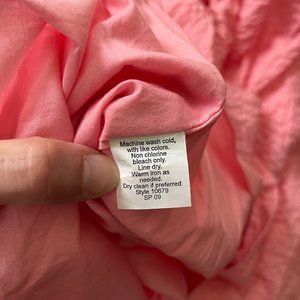 Machine wash cold,
with like colors.
Non chlorine
bleach only.
Line dry.
Warm iron as
needed.
Dry clean if preferred
Style 10679
SP 09